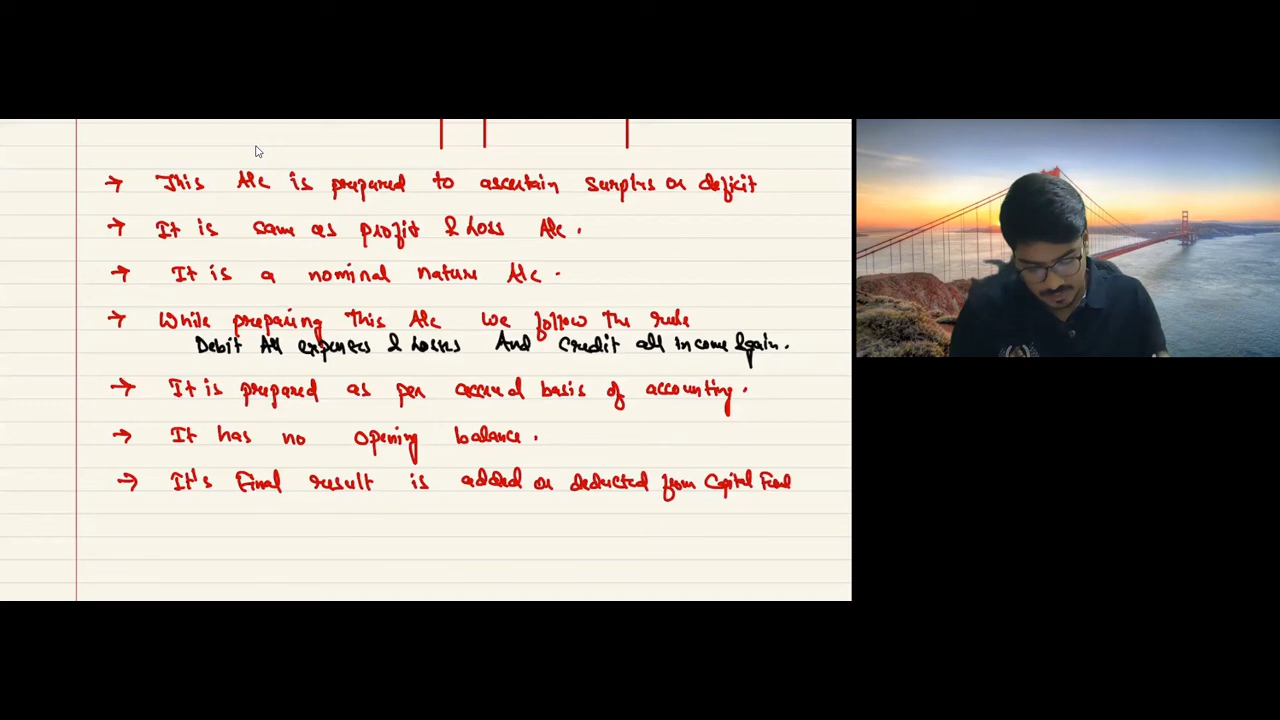 → This A/c is prepared to ascertain surplus or deficit
→ It is same as profit & Loss A/c.
→ It is a nominal nature A/c.
→ While preparing this A/c we follow the rule
Debit All expenses & Losses And Credit all income & gain.
→ It is prepared as per accrual basis of accounting.
→ It has no opening balance.
→ It's Final result is added or deducted from Capital Fund